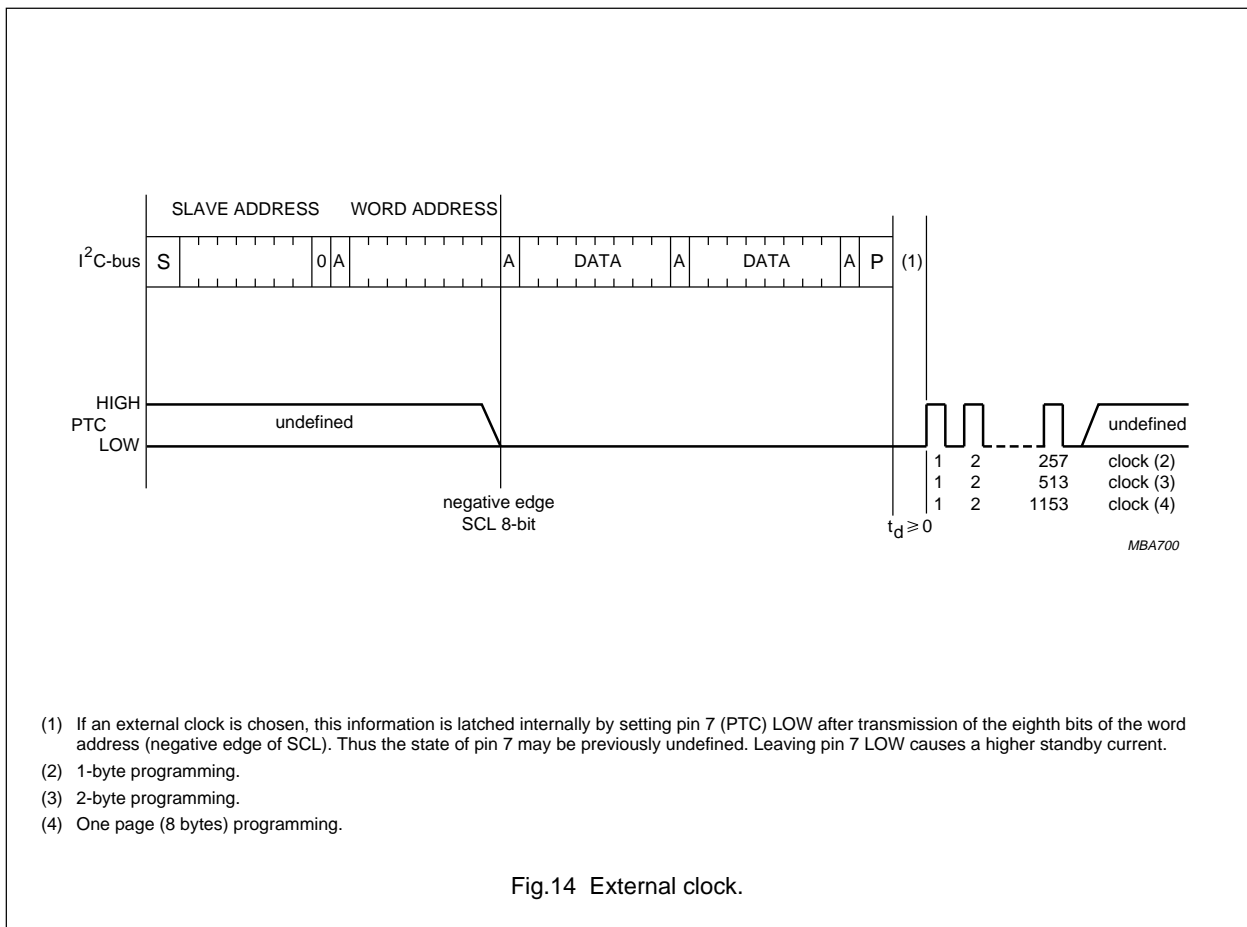 SLAVE ADDRESS WORD ADDRESS
I2C-bus S 0 A A DATA A DATA A P (1)
HIGH
PTC undefined undefined
LOW
1 2 257 clock (2)
1 2 513 clock (3)
1 2 1153 clock (4)
negative edge
SCL 8-bit
td ≥ 0
MBA700
(1) If an external clock is chosen, this information is latched internally by setting pin 7 (PTC) LOW after transmission of the eighth bits of the word
address (negative edge of SCL). Thus the state of pin 7 may be previously undefined. Leaving pin 7 LOW causes a higher standby current.
(2) 1-byte programming.
(3) 2-byte programming.
(4) One page (8 bytes) programming.
Fig.14 External clock.